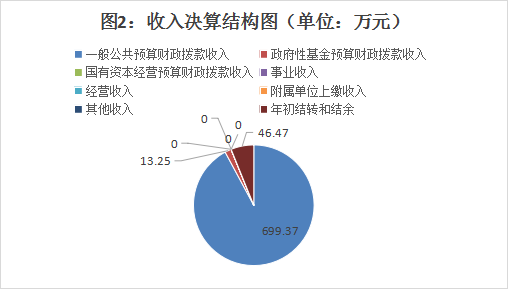 图2：收入决算结构图（单位：万元）
一般公共预算财政拨款收入 政府性基金预算财政拨款收入
国有资本经营预算财政拨款收入 事业收入
经营收入 附属单位上缴收入
其他收入 年初结转和结余
0
0
46.47
0
0
13.25
699.37